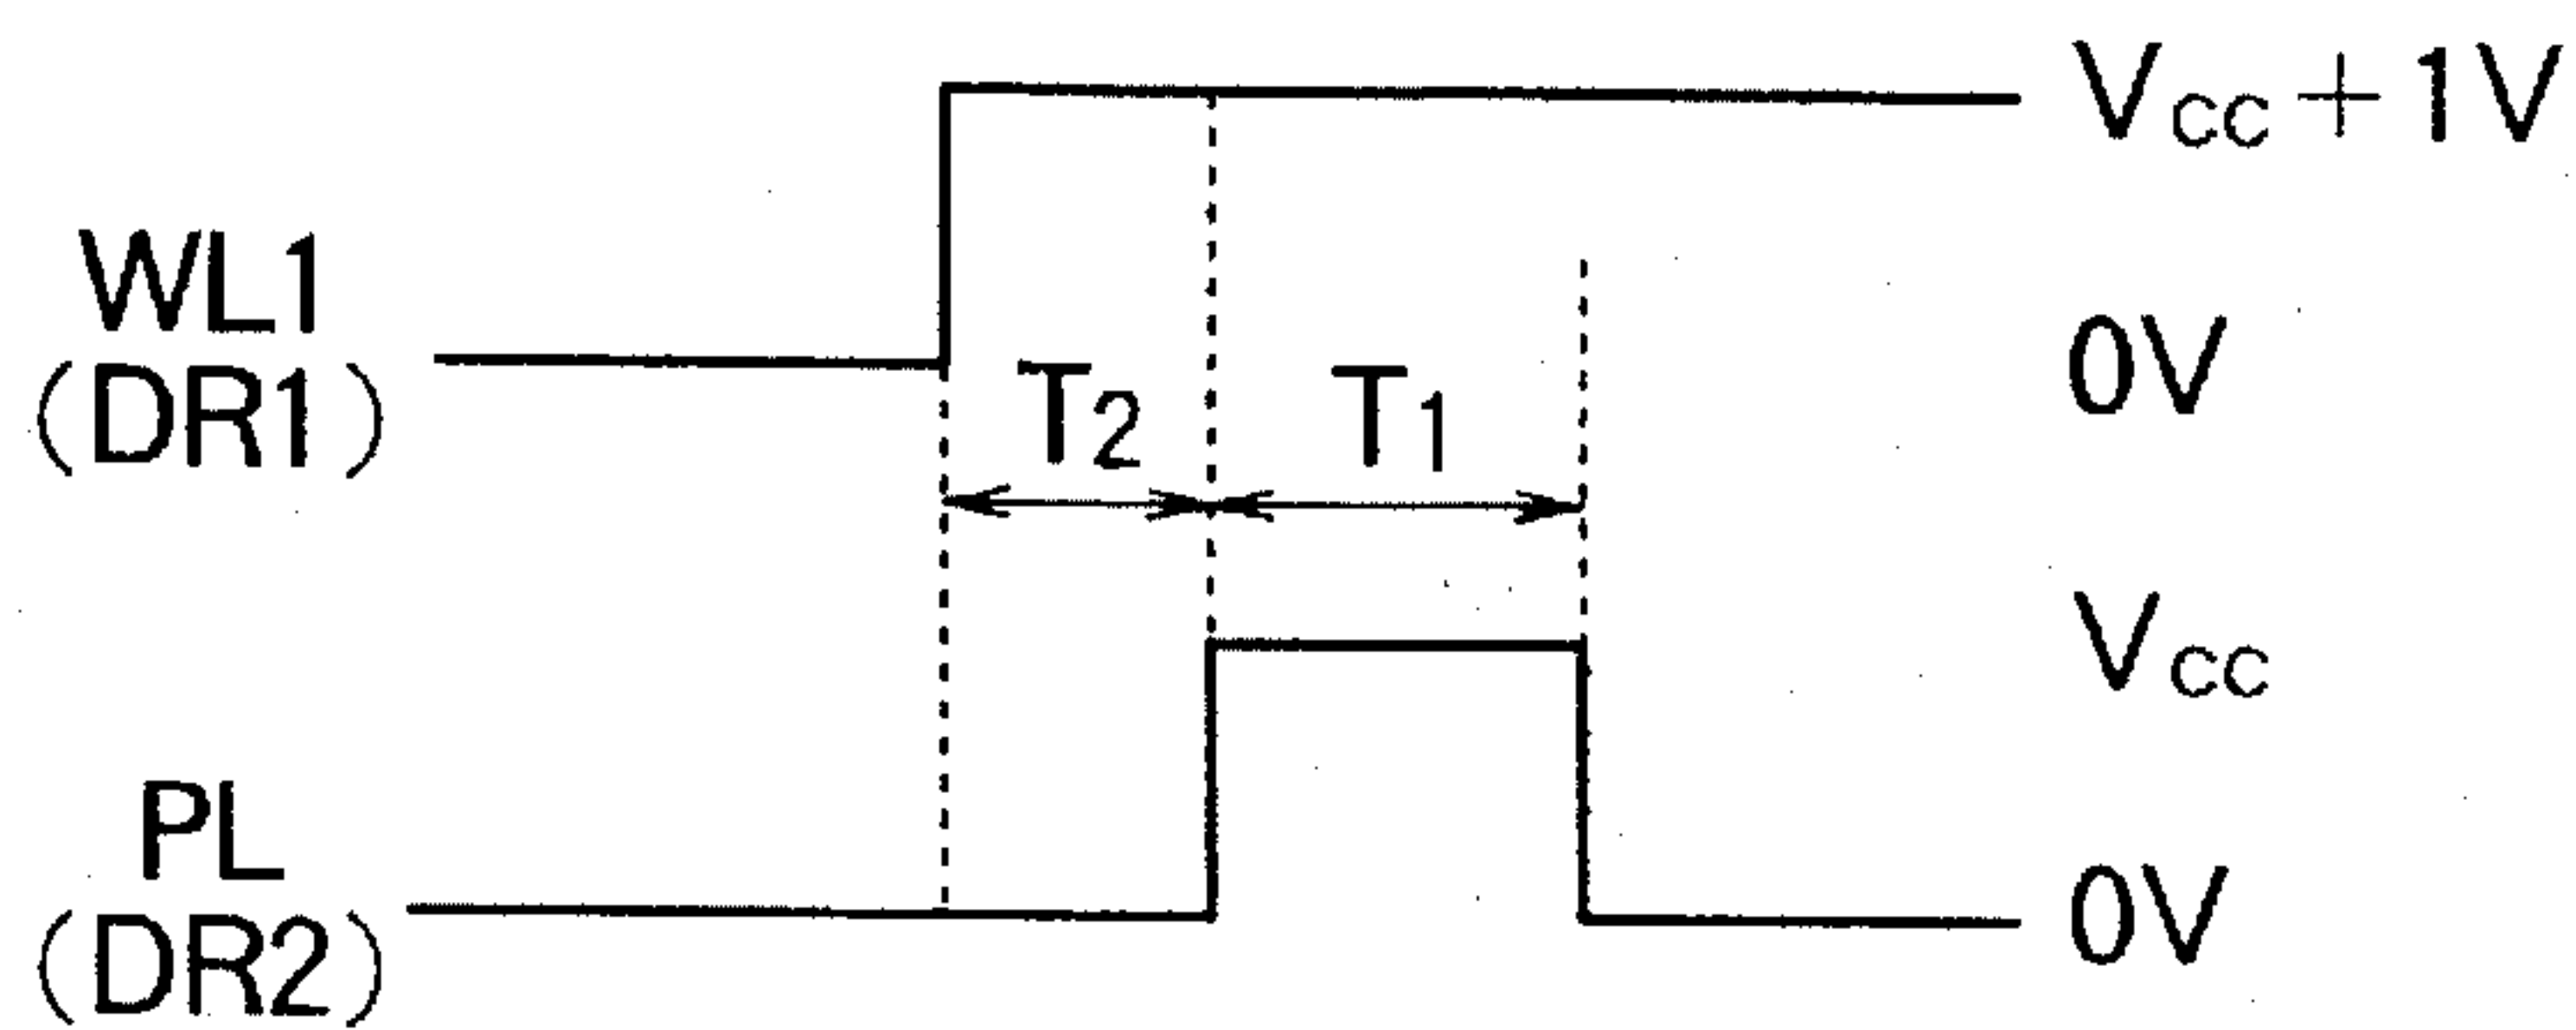 VCC+1V
WL1
(DR1)
0V
T2
T1
VCC
PL
(DR2)
0V